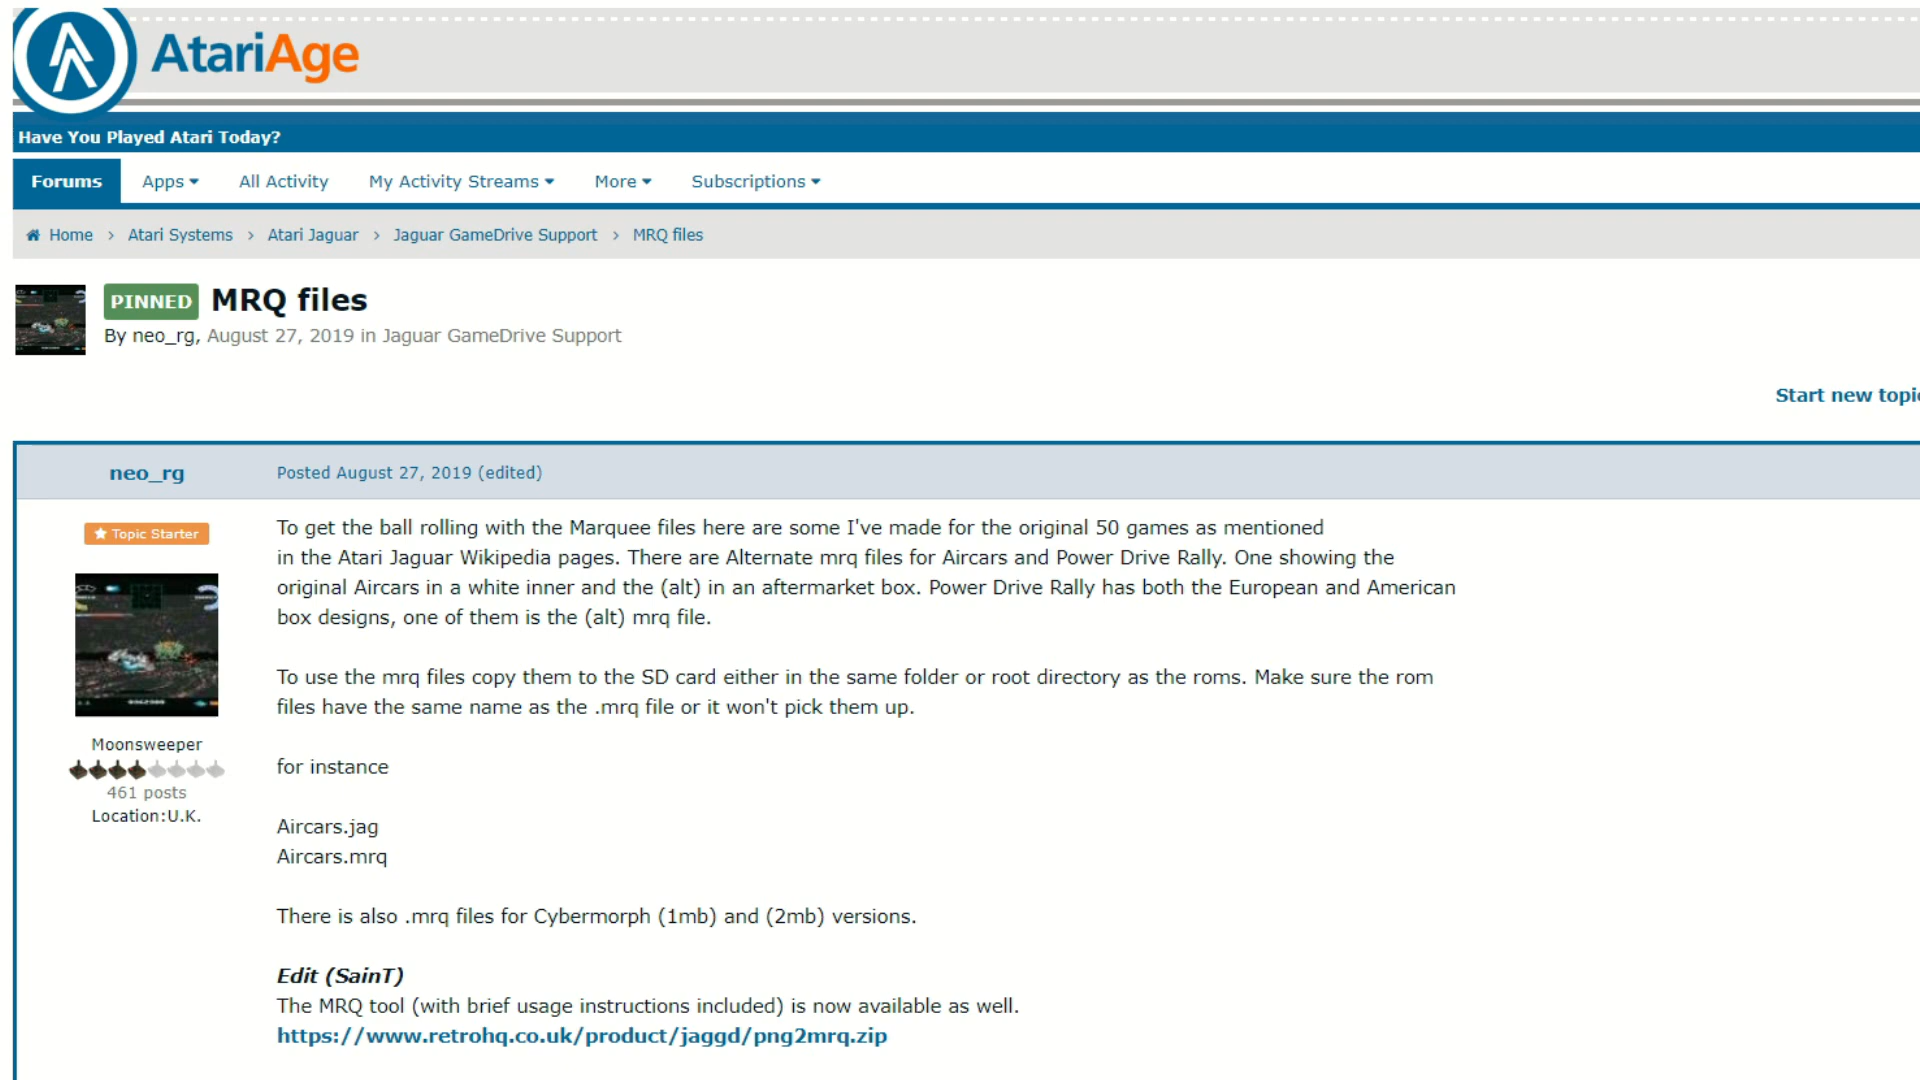 AtariAge
Have You Played Atari Today?
Forums Apps All Activity My Activity Streams More Subscriptions
Home > Atari Systems > Atari Jaguar > Jaguar GameDrive Support > MRQ files
PINNED MRQ files
By neo_rg, August 27, 2019 in Jaguar GameDrive Support
Start new topic
neo_rg
Posted August 27, 2019 (edited)
Topic Starter
Moonsweeper
461 posts
Location:U.K.
To get the ball rolling with the Marquee files here are some I've made for the original 50 games as mentioned
in the Atari Jaguar Wikipedia pages. There are Alternate mrq files for Aircars and Power Drive Rally. One showing the
original Aircars in a white inner and the (alt) in an aftermarket box. Power Drive Rally has both the European and American
box designs, one of them is the (alt) mrq file.
To use the mrq files copy them to the SD card either in the same folder or root directory as the roms. Make sure the rom
files have the same name as the .mrq file or it won't pick them up.
for instance
Aircars.jag
Aircars.mrq
There is also .mrq files for Cybermorph (1mb) and (2mb) versions.
Edit (SainT)
The MRQ tool (with brief usage instructions included) is now available as well.
https://www.retrohq.co.uk/product/jaggd/png2mrq.zip